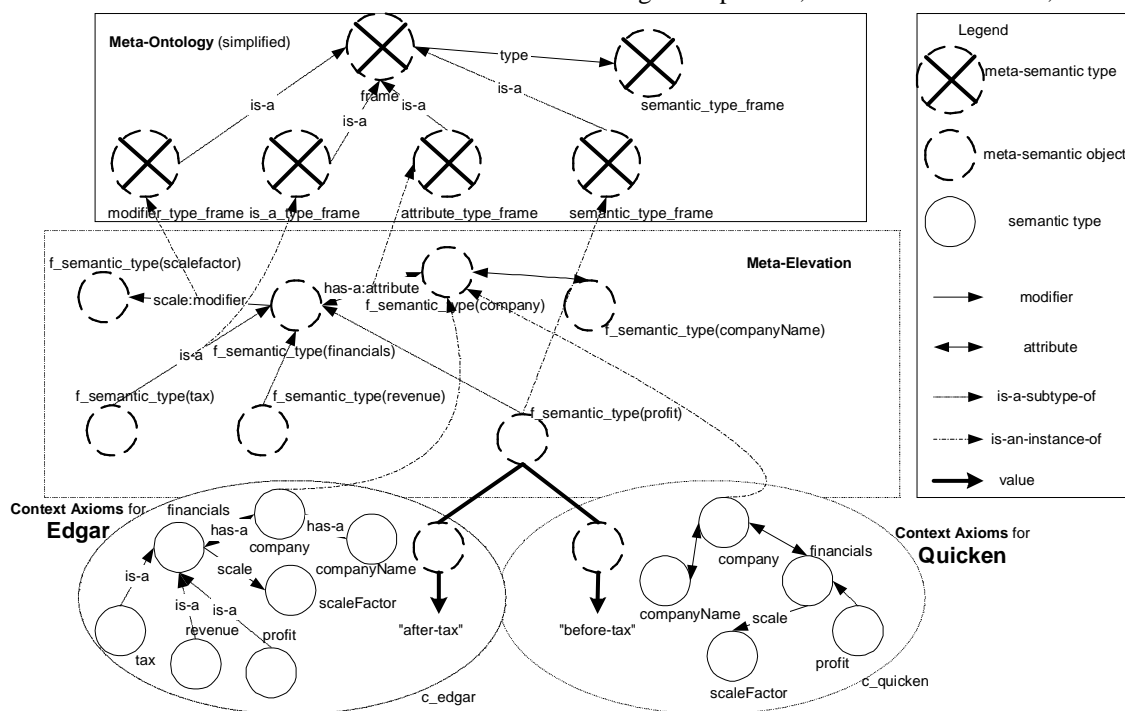 Meta-Ontology (simplified)
type
frame
is-a
is-a
is-a
is-a
semantic_type_frame
modifier_type_frame
is_a_type_frame
attribute_type_frame
semantic_type_frame
Legend
meta-semantic type
meta-semantic object
semantic type
modifier
attribute
is-a-subtype-of
is-an-instance-of
value
Meta-Elevation
f_semantic_type(scalefactor)
scale:modifier
has-a:attribute
f_semantic_type(company)
f_semantic_type(companyName)
is-a
f_semantic_type(financials)
f_semantic_type(tax)
f_semantic_type(revenue)
f_semantic_type(profit)
Context Axioms for
Edgar
financials
has-a
has-a
company
companyName
is-a
scale
scaleFactor
is-a
is-a
revenue
profit
tax
c_edgar
"after-tax"
"before-tax"
Context Axioms for
Quicken
company
financials
companyName
scale
profit
scaleFactor
c_quicken